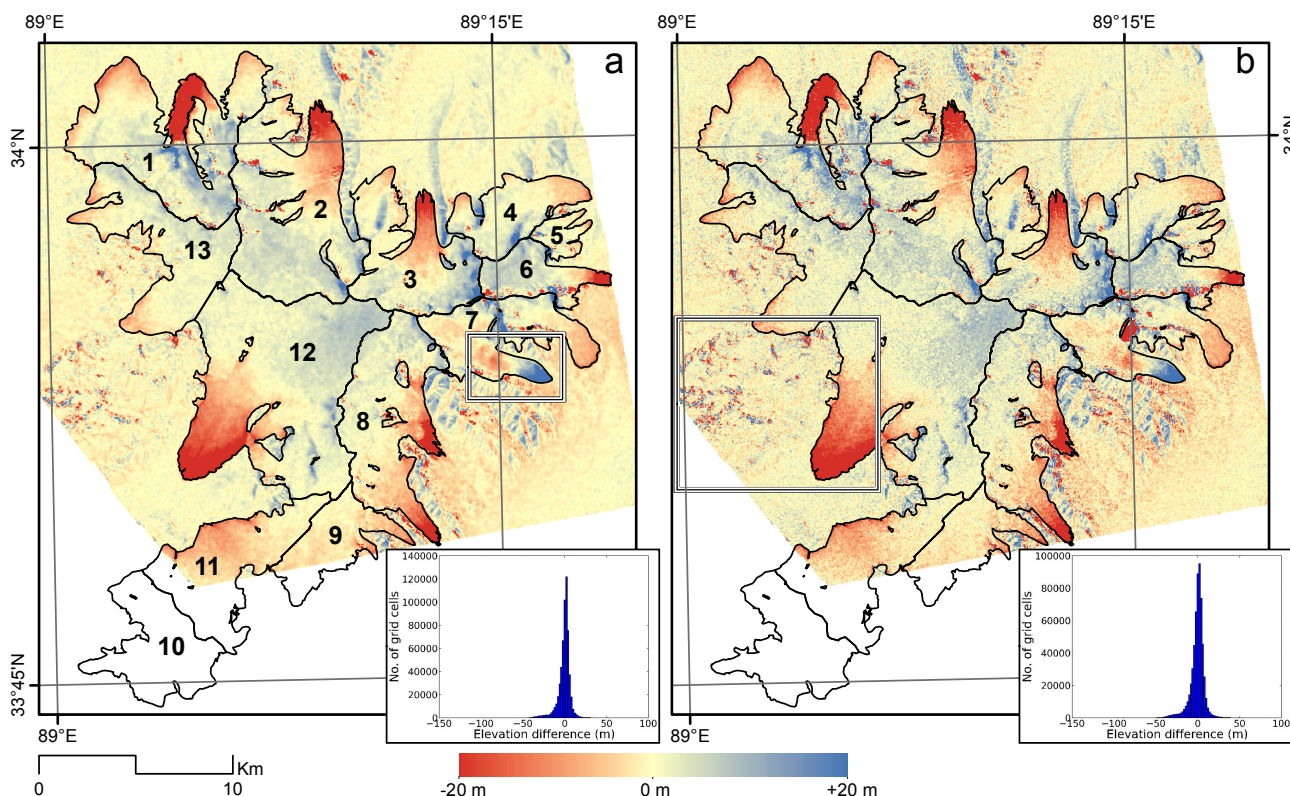 89°E 89°15'E 89°E 89°15'E
a b
34°N 34°N
1
2
4
5
13
6
3
7
12
8
9
11
10
33°45'N
140000
120000
100000
80000
60000
40000
20000
0
No. of grid cells
−150 −100 −50 0 50 100
Elevation difference (m)
100000
80000
60000
40000
20000
0
No. of grid cells
−150 −100 −50 0 50 100
Elevation difference (m)
89°E 89°E
Km
0 10
-20 m 0 m +20 m